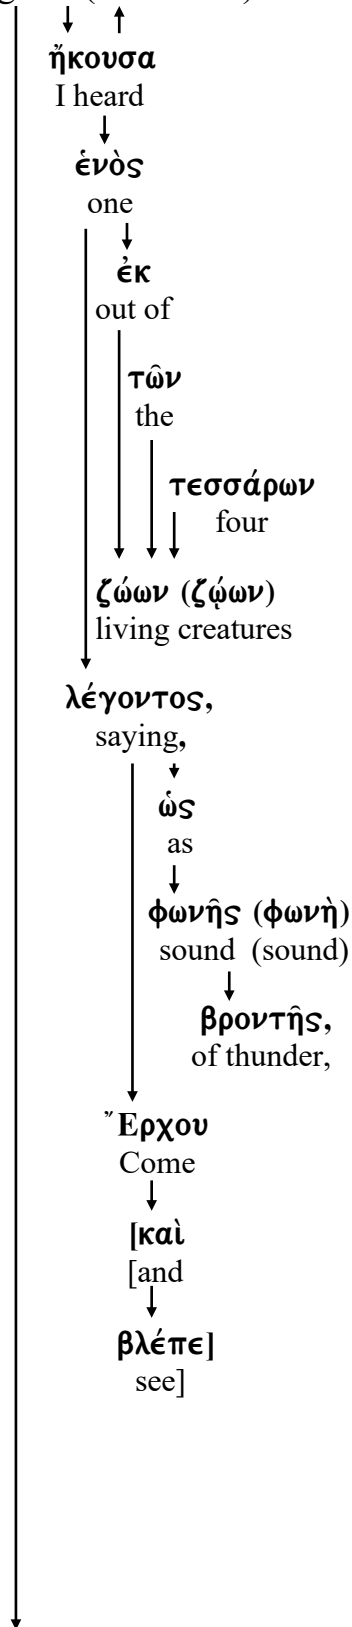 ἤκουσα
I heard
ἑνὸς
one
ἐκ
out of
τῶν
the
τεσσάρων
four
ζώων (ζῴων)
living creatures
λέγοντος,
saying,
ὡς
as
φωνῆς (φωνὴ)
sound (sound)
βροντῆς,
of thunder,
Ἔρχου
Come
[καὶ
[and
βλέπε]
see]